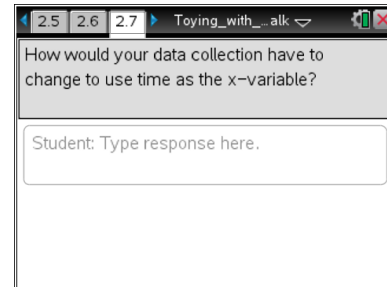 2.5 2.6 2.7 Toying_with_…alk
How would your data collection have to
change to use time as the x-variable?
Student: Type response here.